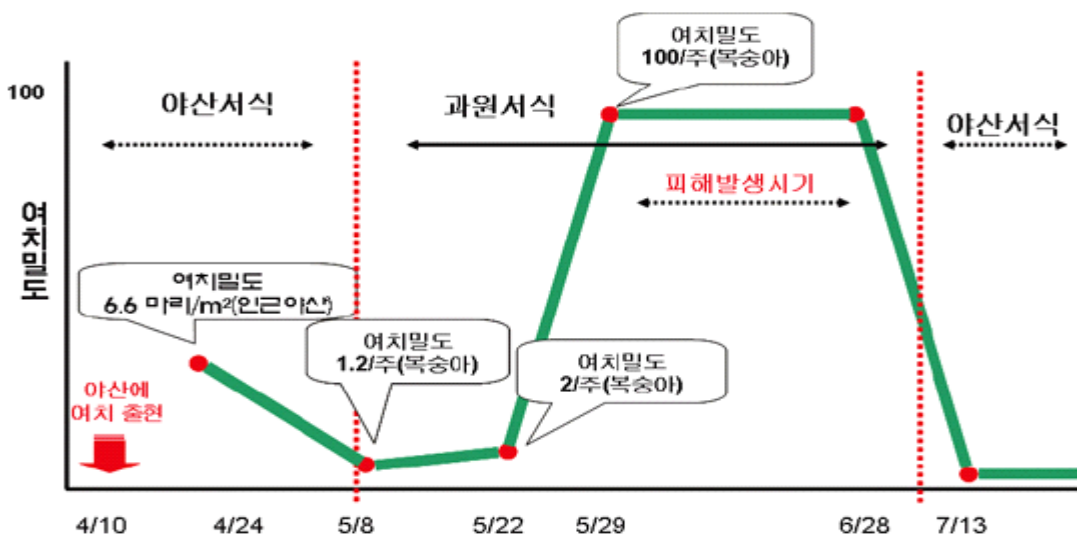 여치밀도
100/주(복숭아)
100
야산서식
과원서식
야산서식
피해발생시기
여치밀도
여치밀도
6.6 마리/m²(인근야산)
여치밀도
1.2/주(복숭아)
여치밀도
2/주(복숭아)
야산에
여치 출현
4/10
4/24
5/8
5/22
5/29
6/28
7/13